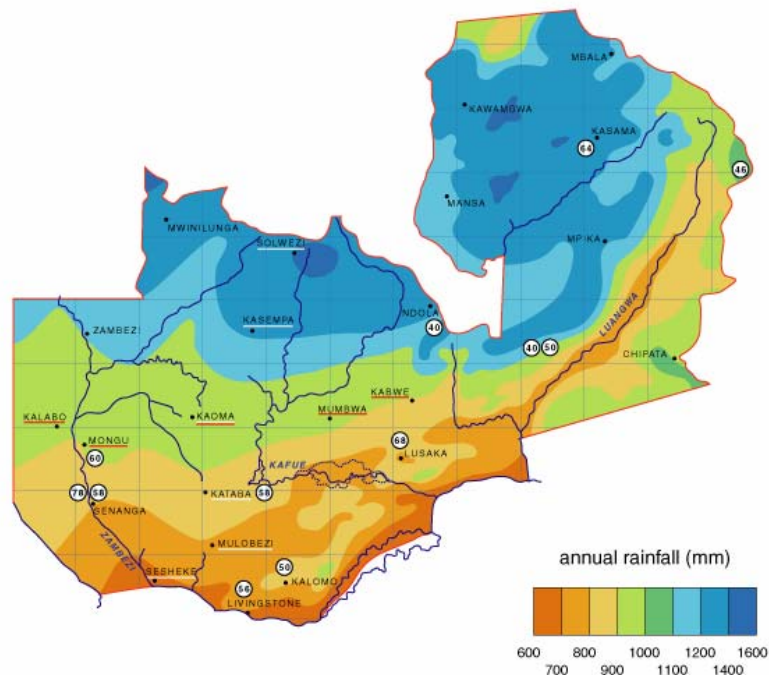 MBALA
KAWAMGWA
KASAMA
64
46
MANSA
MWINILUNGA
MPIKA
SOLWEZI
LUANGWA
NDOLA
40
KASEMPA
ZAMBEZI
40 50
CHIPATA
KABWE
KALABO
KAOMA
MUMBWA
MONGU
60
68
LUSAKA
KAFUE
78 58
KATABA 58
SENANGA
ZAMBEZI
MULOBEZI
SESHEKE
50
KALOMO
56
LIVINGSTONE
annual rainfall (mm)
600 800 1000 1200 1600
700 900 1100 1400